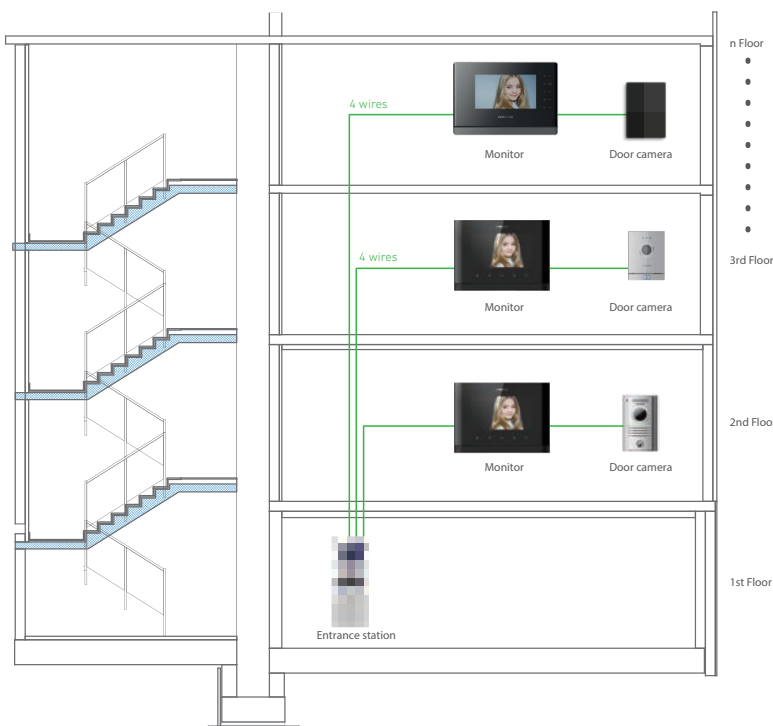 n Floor
4 wires
Monitor
Door camera
4 wires
3rd Floor
Monitor
Door camera
2nd Floo
Monitor
Door camera
1st Floor
Entrance station